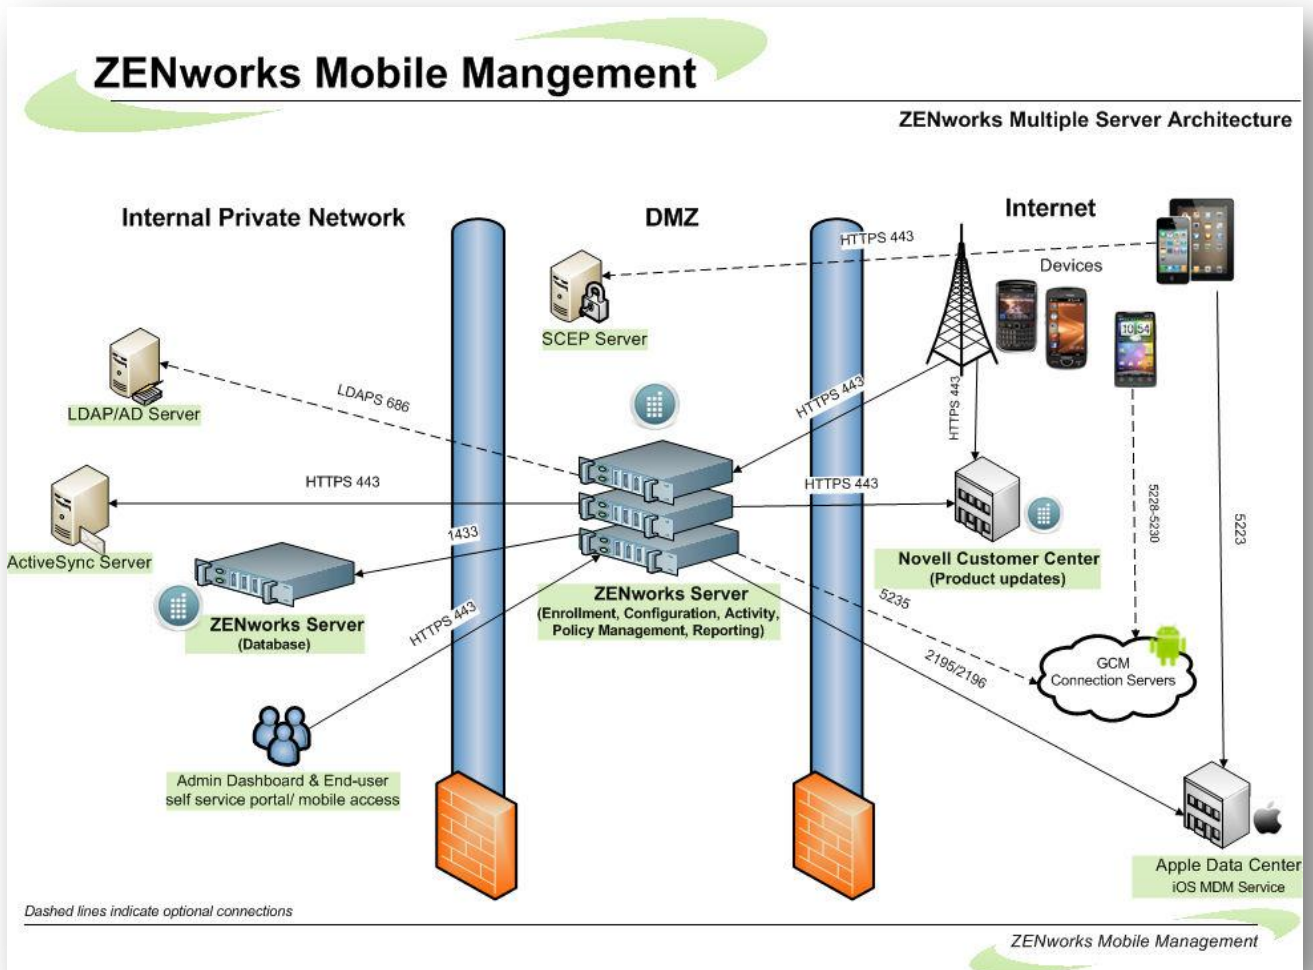 ZENworks Mobile Mangement
ZENworks Multiple Server Architecture
Internal Private Network
DMZ
Internet
HTTPS 443
Devices
SCEP Server
10:54
LDAP/AD Server
LDAPS 686
HTTPS 443
HTTPS 443
HTTPS 443
HTTPS 443
ActiveSync Server
1433
5228-5230
5223
Novell Customer Center
(Product updates)
ZENworks Server
(Enrollment, Configuration, Activity,
Policy Management, Reporting)
5235
ZENworks Server
(Database)
HTTPS 443
2195/2196
GCM
Connection Servers
Admin Dashboard & End-user
self service portal/ mobile access
Apple Data Center
iOS MDM Service
Dashed lines indicate optional connections
ZENworks Mobile Management